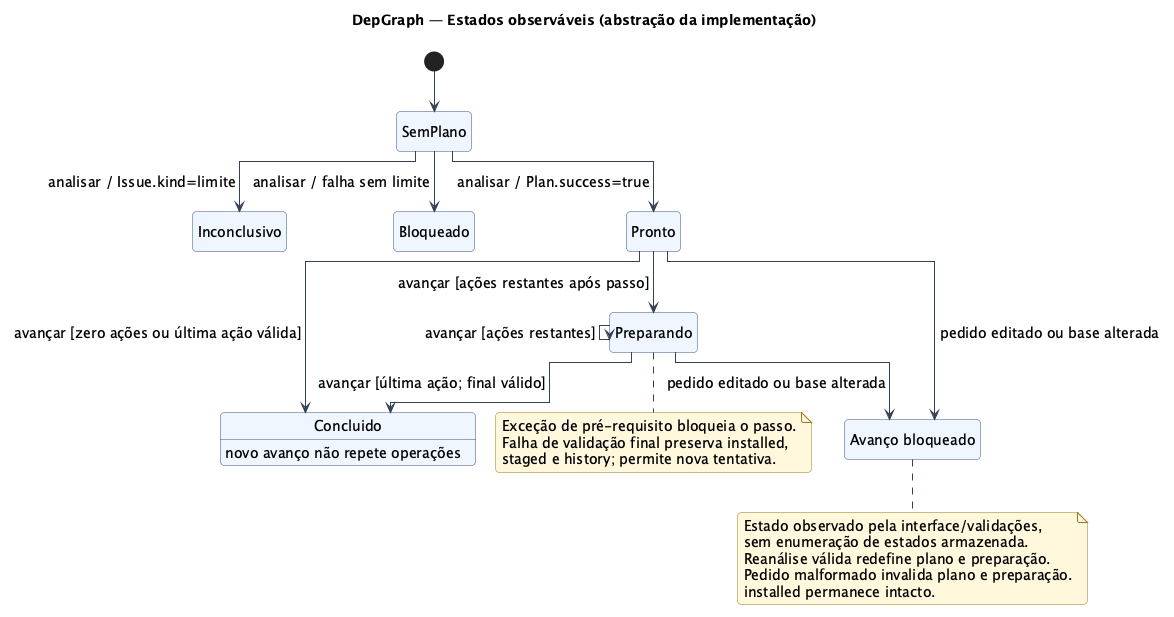 DepGraph — Estados observáveis (abstração da implementação)
SemPlano
analisar / Issue.kind=limite
analisar / falha sem limite
analisar / Plan.success=true
Inconclusivo
Bloqueado
Pronto
avançar [ações restantes após passo]
avançar [zero ações ou última ação válida]
avançar [ações restantes]
Preparando
pedido editado ou base alterada
avançar [última ação; final válido]
pedido editado ou base alterada
Concluido
novo avanço não repete operações
Exceção de pré-requisito bloqueia o passo.
Falha de validação final preserva installed,
staged e history; permite nova tentativa.
Avanço bloqueado
Estado observado pela interface/validações,
sem enumeração de estados armazenada.
Reanálise válida redefine plano e preparação.
Pedido malformado invalida plano e preparação.
installed permanece intacto.